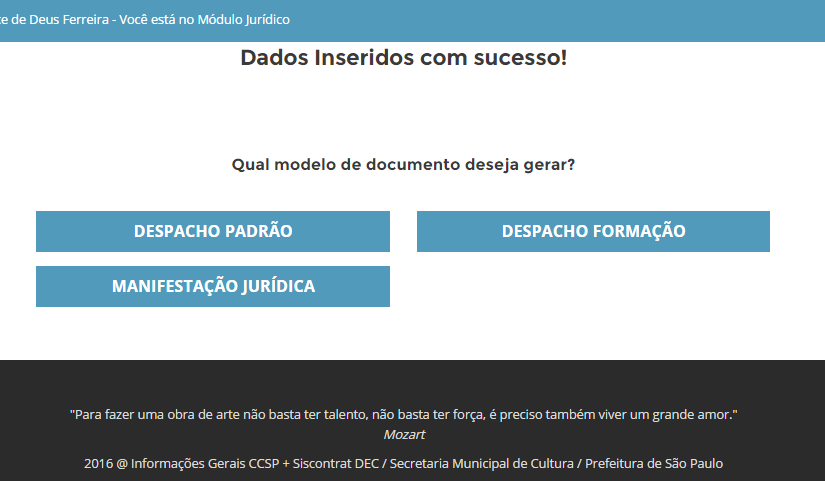 de Deus Ferreira - Você está no Módulo Jurídico
Dados Inseridos com sucesso!
Qual modelo de documento deseja gerar?
DESPACHO PADRÃO
DESPACHO FORMAÇÃO
MANIFESTAÇÃO JURÍDICA
"Para fazer uma obra de arte não basta ter talento, não basta ter força, é preciso também viver um grande amor."
Mozart
2016 @ Informações Gerais CCSP + Siscontrat DEC / Secretaria Municipal de Cultura / Prefeitura de São Paulo